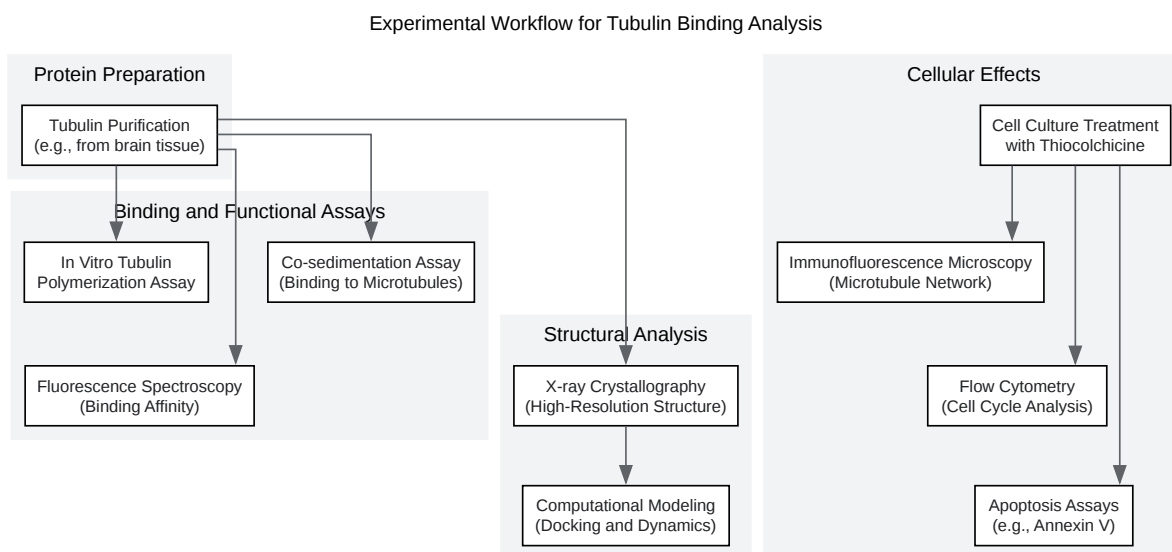 Experimental Workflow for Tubulin Binding Analysis
Protein Preparation
Tubulin Purification
(e.g., from brain tissue)
Binding and Functional Assays
In Vitro Tubulin
Polymerization Assay
Co-sedimentation Assay
(Binding to Microtubules)
Fluorescence Spectroscopy
(Binding Affinity)
Structural Analysis
X-ray Crystallography
(High-Resolution Structure)
Computational Modeling
(Docking and Dynamics)
Cellular Effects
Cell Culture Treatment
with Thiocolchicine
Immunofluorescence Microscopy
(Microtubule Network)
Flow Cytometry
(Cell Cycle Analysis)
Apoptosis Assays
(e.g., Annexin V)